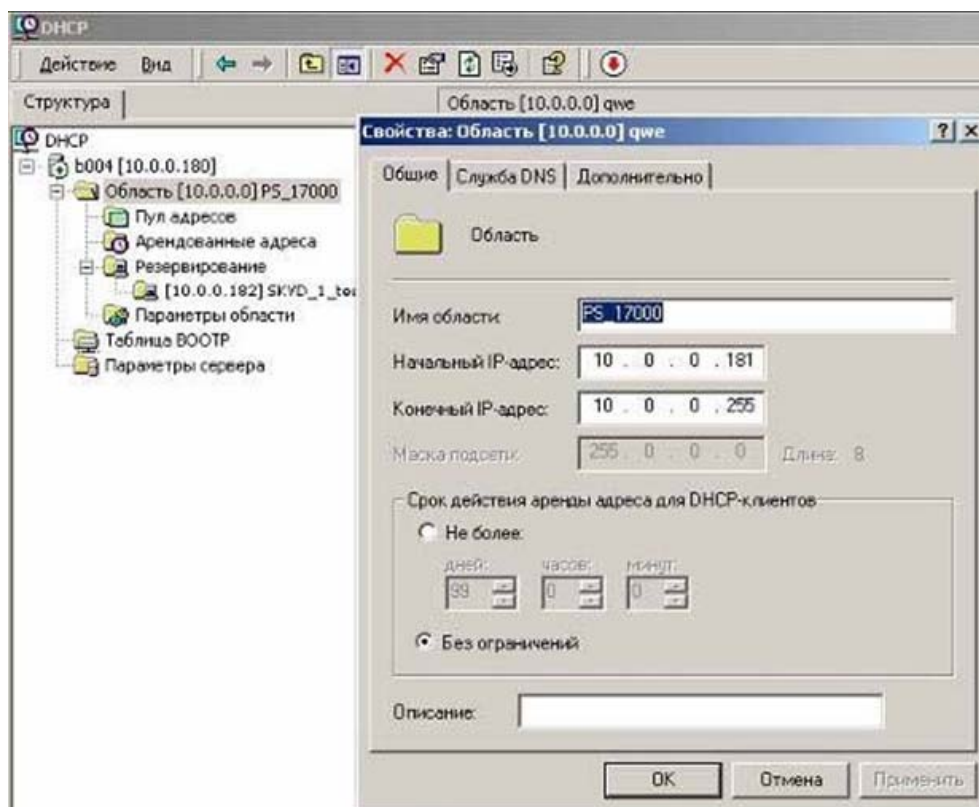 DHCP
Действие Вид
Структура
Область [10.0.0.0] qwe
DHCP
b004 [10.0.0.180]
Область [10.0.0.0] PS_17000
Пул адресов
Арендованные адреса
Резервирование
[10.0.0.182] SKYD_1_tou
Параметры области
Таблица BOOTP
Параметры сервера
Свойства: Область [10.0.0.0] qwe
Общие Служба DNS Дополнительно
Область
Имя области: PS_17000
Начальный IP-адрес: 10 . 0 . 0 . 181
Конечный IP-адрес: 10 . 0 . 0 . 255
Маска подсети: 255 . 0 . 0 . 0 Длина: 8
Срок действия аренды адреса для DHCP-клиентов
Не более:
дней: часов: минут:
99 0 0
Без ограничений
Описание:
OK Отмена Применить